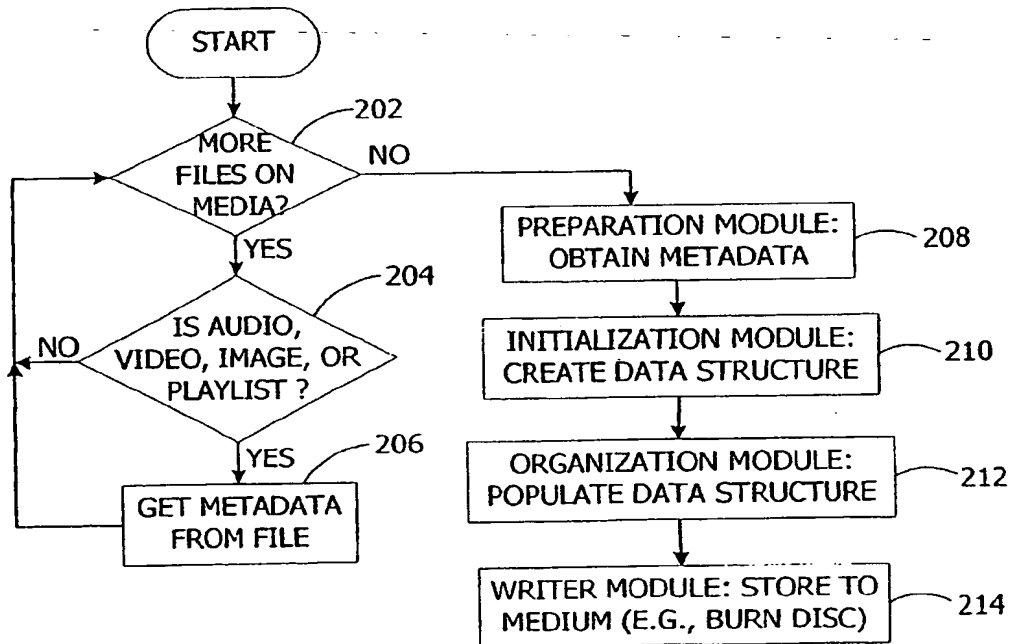 START
202
MORE
FILES ON
MEDIA?
NO
YES
204
IS AUDIO,
VIDEO, IMAGE, OR
PLAYLIST ?
NO
YES
206
GET METADATA
FROM FILE
PREPARATION MODULE:
OBTAIN METADATA
208
INITIALIZATION MODULE:
CREATE DATA STRUCTURE
210
ORGANIZATION MODULE:
POPULATE DATA STRUCTURE
212
WRITER MODULE: STORE TO
MEDIUM (E.G., BURN DISC)
214